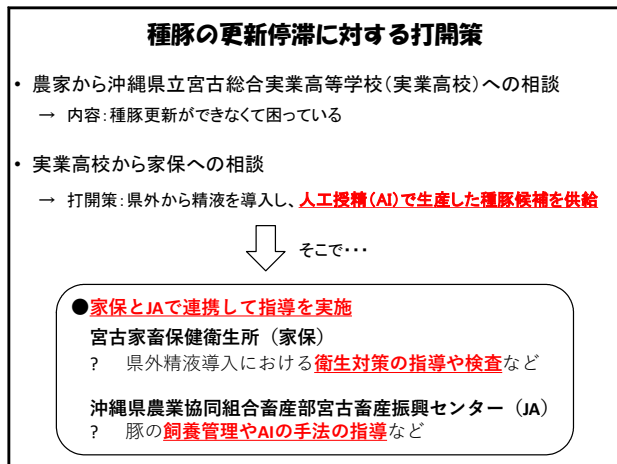 種豚の更新停滞に対する打開策
・ 農家から沖縄県立宮古総合実業高等学校(実業高校)への相談
→ 内容:種豚更新ができなくて困っている
・ 実業高校から家保への相談
→ 打開策:県外から精液を導入し、人工授精(AI)で生産した種豚候補を供給
そこで・・・
●家保とJAで連携して指導を実施
宮古家畜保健衛生所(家保)
? 県外精液導入における衛生対策の指導や検査など
沖縄県農業協同組合畜産部宮古畜産振興センター(JA)
? 豚の飼養管理やAIの手法の指導など